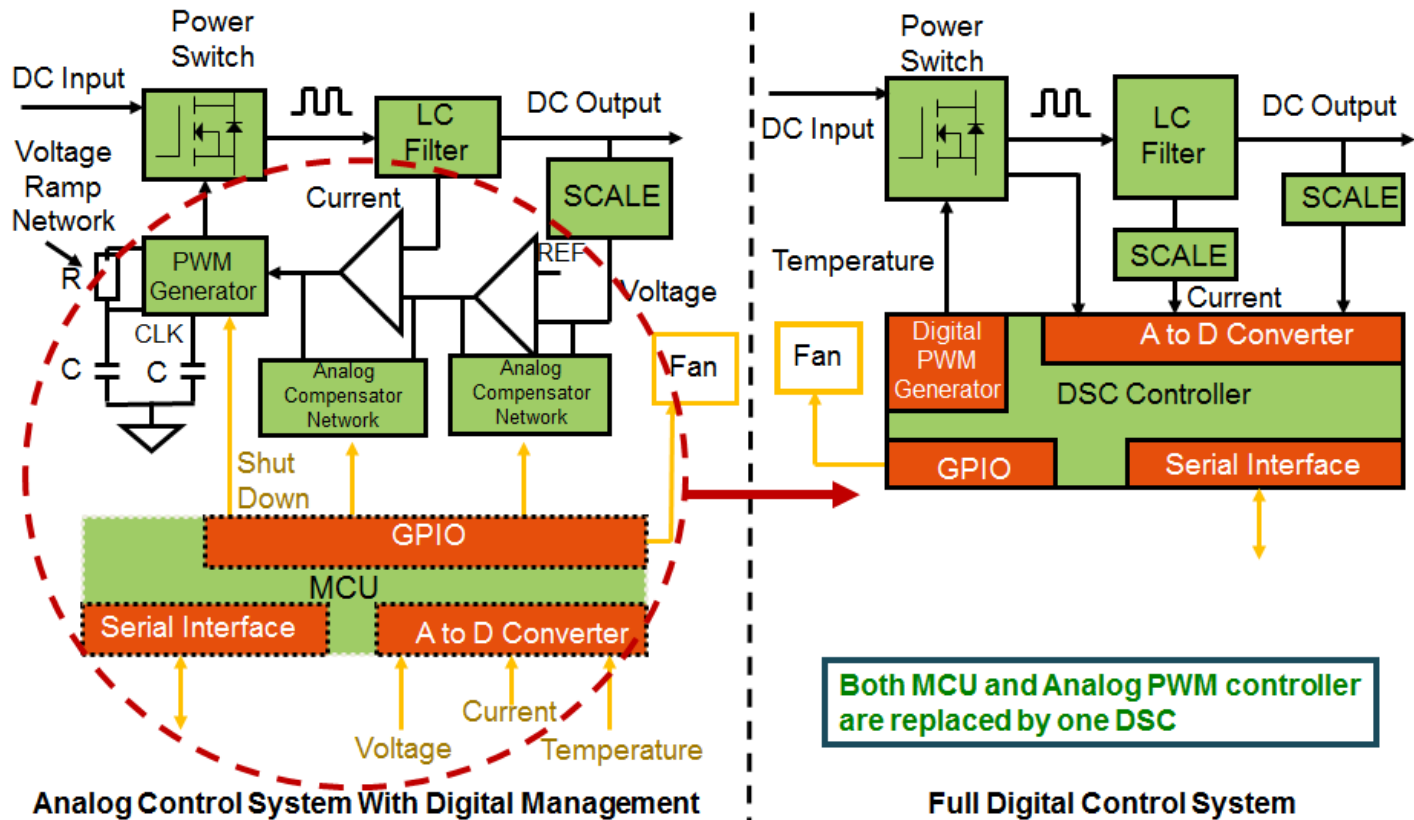 Power
Switch
DC Input
LC
Filter
DC Output
Voltage
Ramp
Network
Current
SCALE
REF
R
PWM
Generator
Voltage
CLK
C
C
Analog
Compensator
Network
Analog
Compensator
Network
Fan
Shut
Down
GPIO
MCU
Serial Interface
A to D Converter
Current
Voltage
Temperature
Analog Control System With Digital Management
Power
Switch
DC Input
LC
Filter
DC Output
SCALE
SCALE
Temperature
Current
Digital
PWM
Generator
A to D Converter
Fan
DSC Controller
GPIO
Serial Interface
Both MCU and Analog PWM controller
are replaced by one DSC
Full Digital Control System